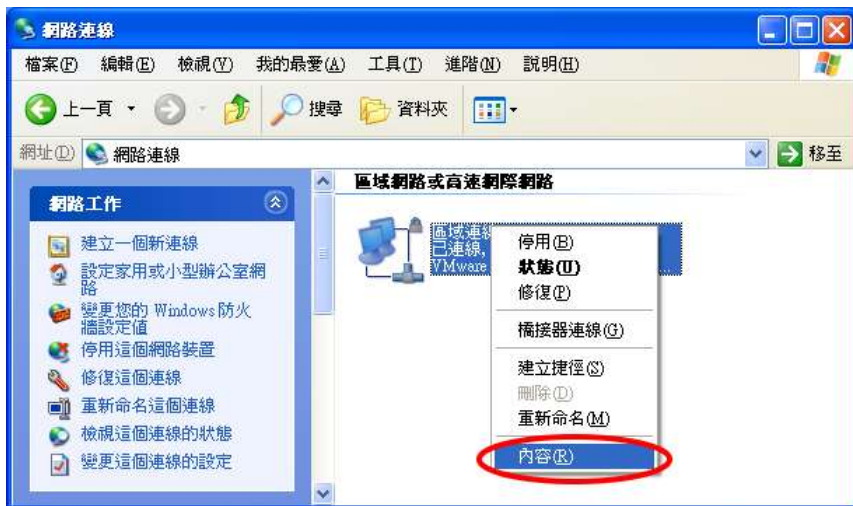 網路連線
檔案(F) 編輯(E) 檢視(V) 我的最愛(A) 工具(T) 進階(N) 說明(H)
上一頁 搜尋 資料夾
網址(D) 網路連線 移至
網路工作
建立一個新連線
設定家用或小型辦公室網
路
變更您的 Windows 防火
牆設定值
停用這個網路裝置
修復這個連線
重新命名這個連線
檢視這個連線的狀態
變更這個連線的設定
區域網路或高速網際網路
區域連線
已連線,
VMware ...
停用(B)
狀態(U)
修復(P)
橋接器連線(G)
建立捷徑(S)
刪除(D)
重新命名(M)
內容(R)